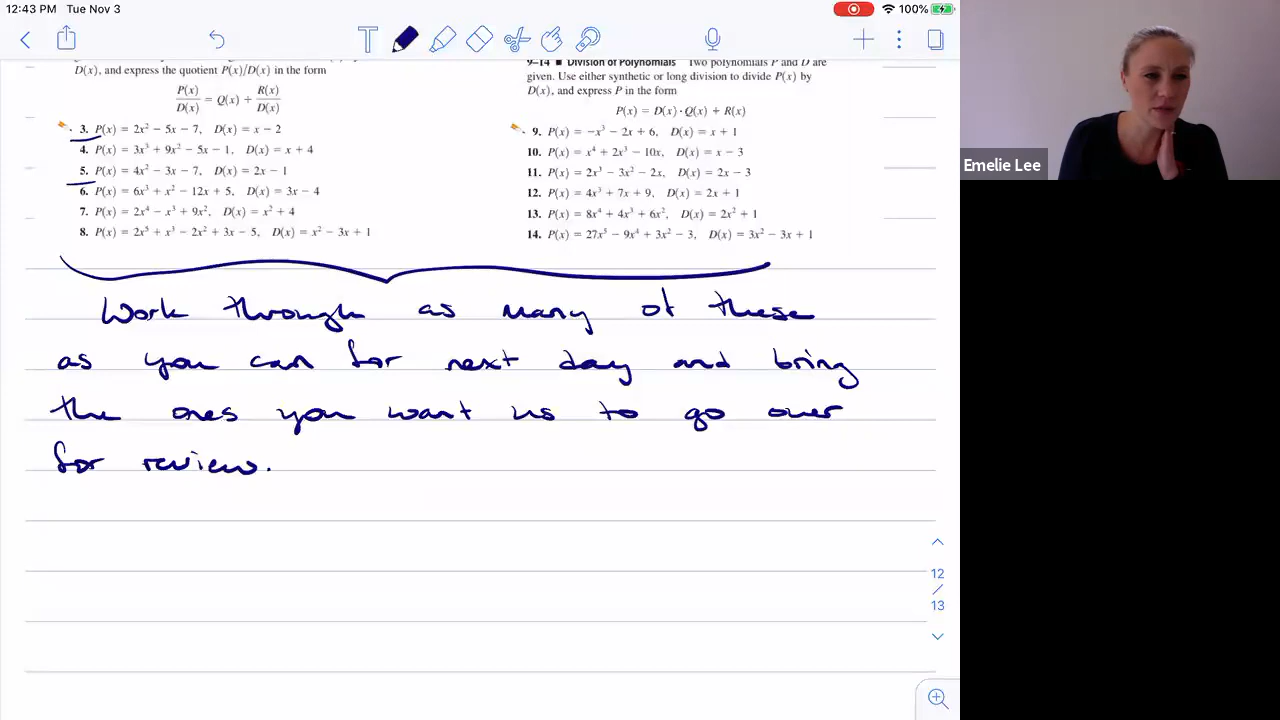 12:43 PM Tue Nov 3
100%
D(x), and express the quotient P(x)/D(x) in the form
P(x)/D(x) = Q(x) + R(x)/D(x)
3. P(x) = 2x² − 5x − 7, D(x) = x − 2
4. P(x) = 3x³ + 9x² − 5x − 1, D(x) = x + 4
5. P(x) = 4x² − 3x − 7, D(x) = 2x − 1
6. P(x) = 6x³ + x² − 12x + 5, D(x) = 3x − 4
7. P(x) = 2x⁴ − x³ + 9x², D(x) = x² + 4
8. P(x) = 2x⁵ + x³ − 2x² + 3x − 5, D(x) = x² − 3x + 1
9–14 ■ Division of Polynomials Two polynomials P and D are
given. Use either synthetic or long division to divide P(x) by
D(x), and express P in the form
P(x) = D(x) · Q(x) + R(x)
9. P(x) = −x³ − 2x + 6, D(x) = x + 1
10. P(x) = x⁴ + 2x³ − 10x, D(x) = x − 3
11. P(x) = 2x³ − 3x² − 2x, D(x) = 2x − 3
12. P(x) = 4x³ + 7x + 9, D(x) = 2x + 1
13. P(x) = 8x⁴ + 4x³ + 6x², D(x) = 2x² + 1
14. P(x) = 27x⁵ − 9x⁴ + 3x² − 3, D(x) = 3x² − 3x + 1
Work through as many of these
as you can for next day and bring
the ones you want us to go over
for review.
12
/
13
Emelie Lee